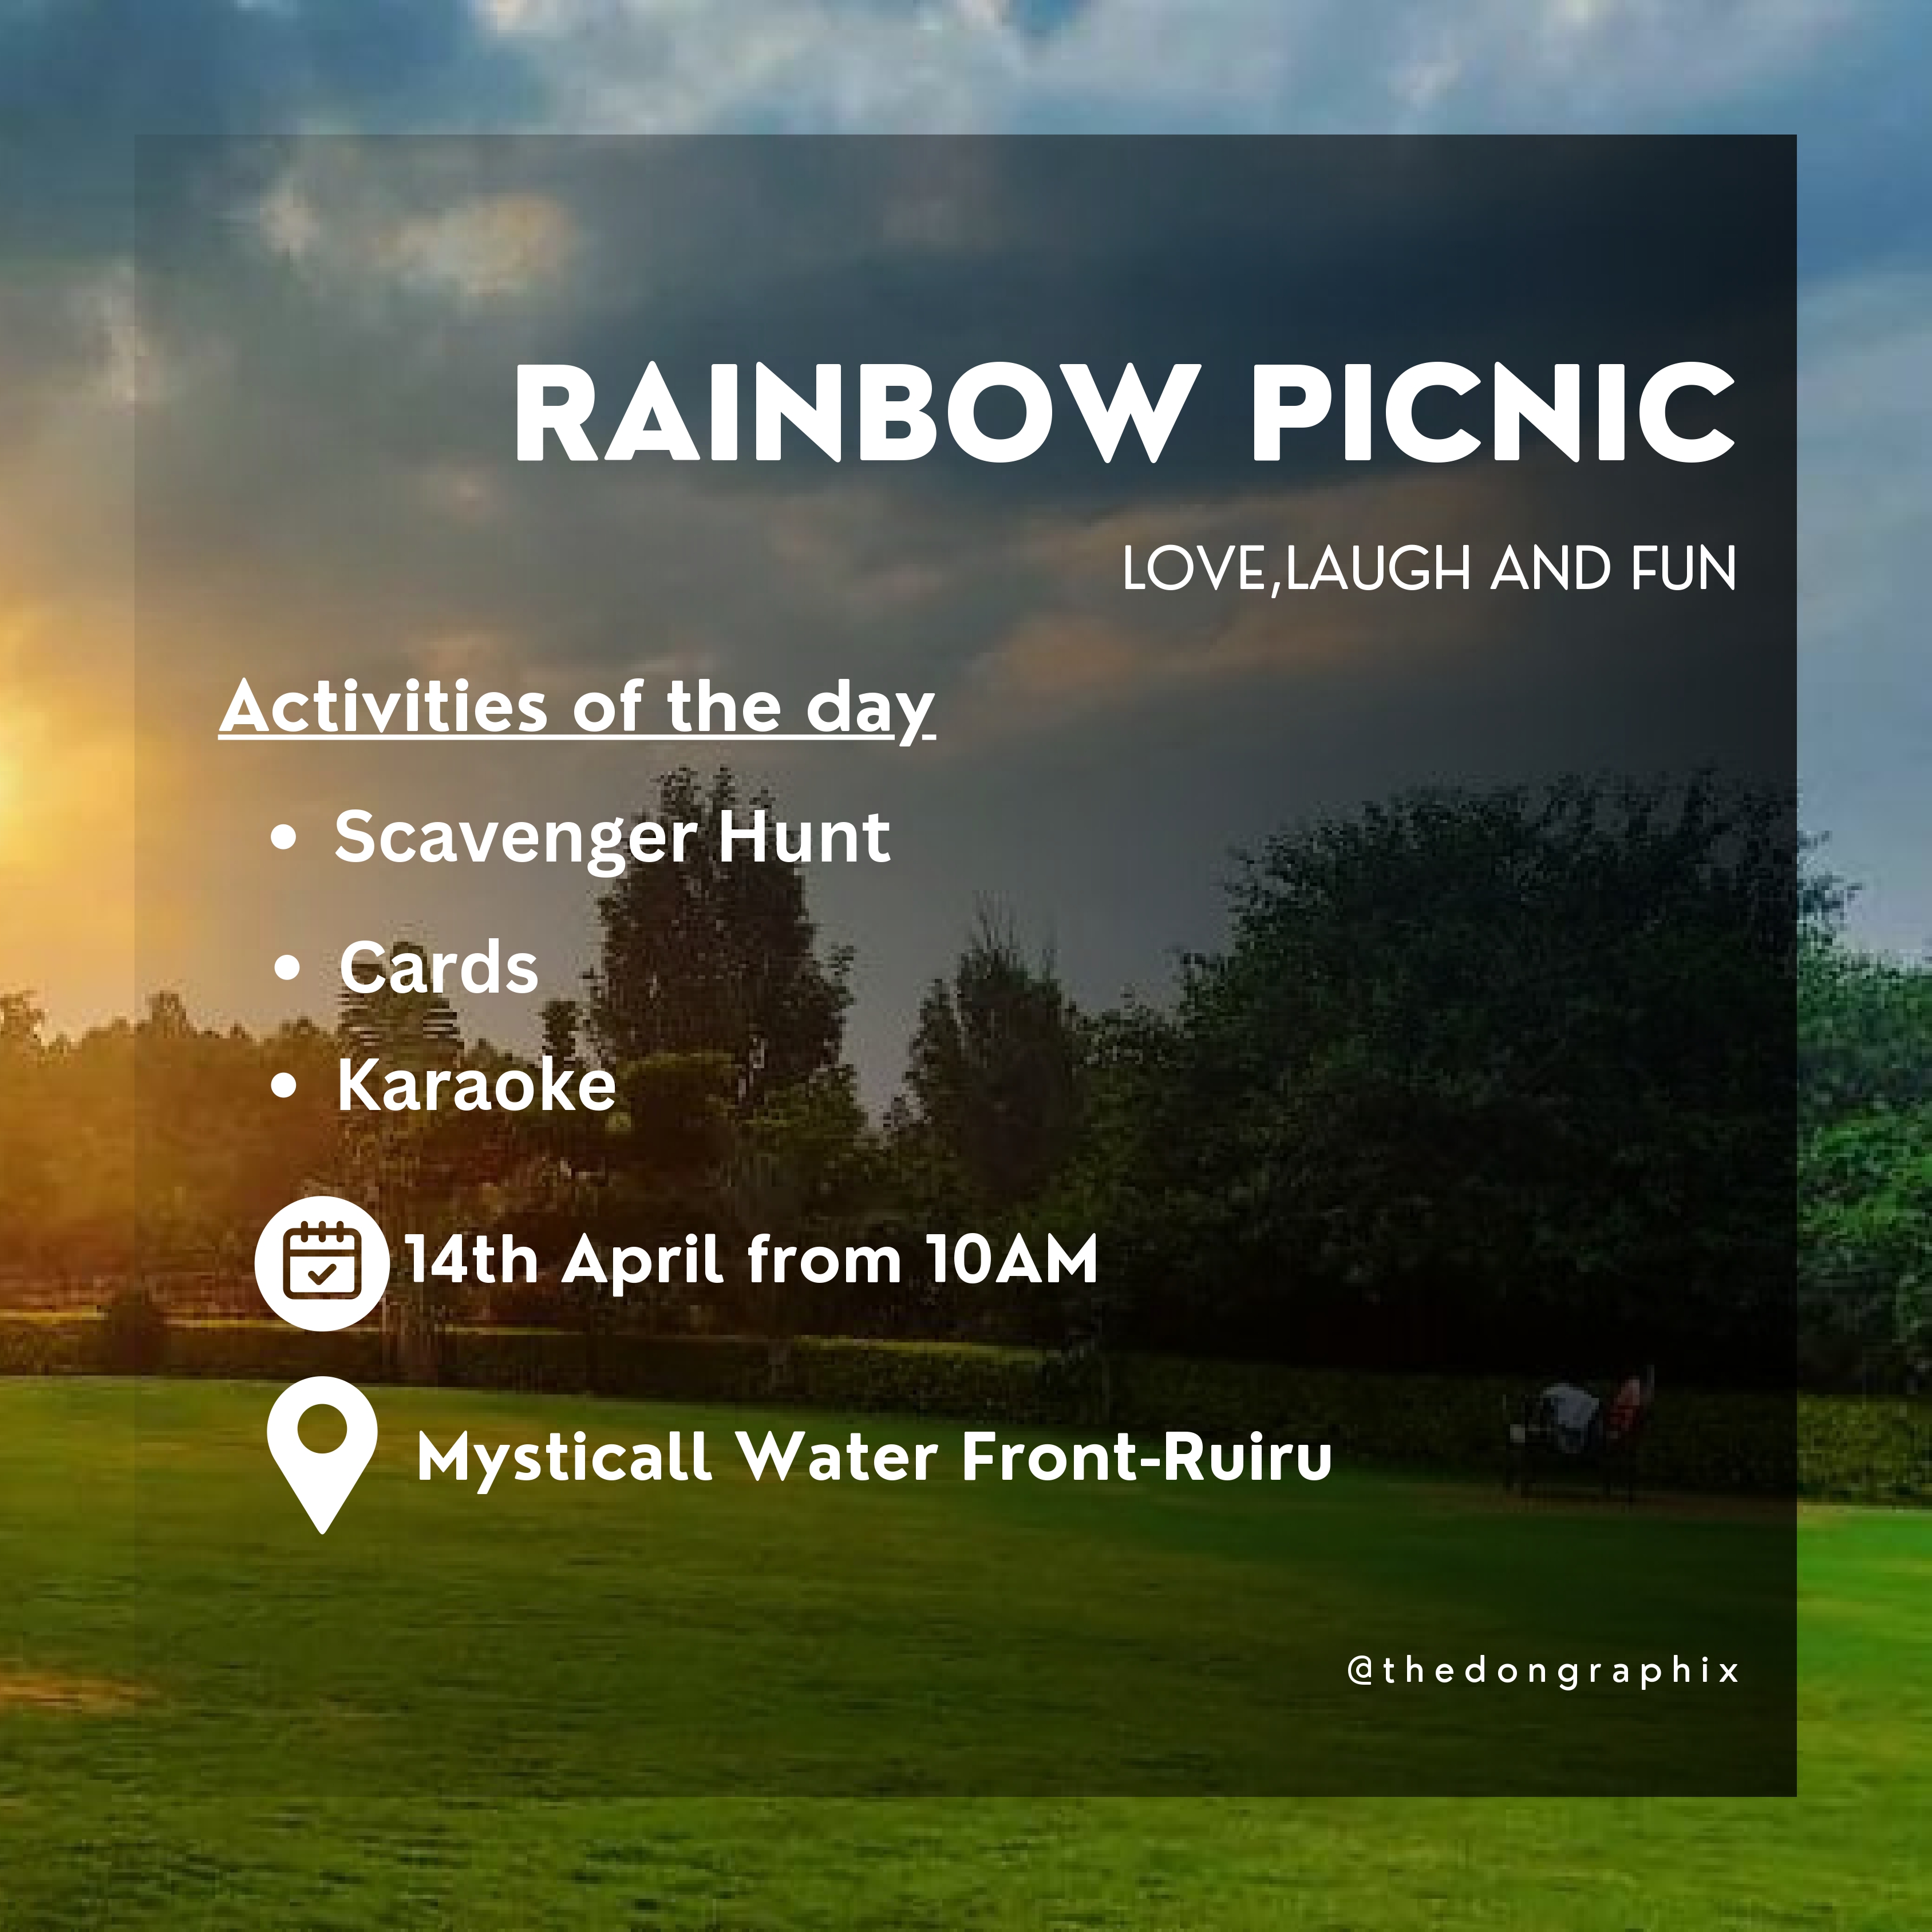 RAINBOW PICNIC
LOVE,LAUGH AND FUN
Activities of the day
• Scavenger Hunt
• Cards
• Karaoke
14th April from 10AM
Mysticall Water Front-Ruiru
@thedongraphix